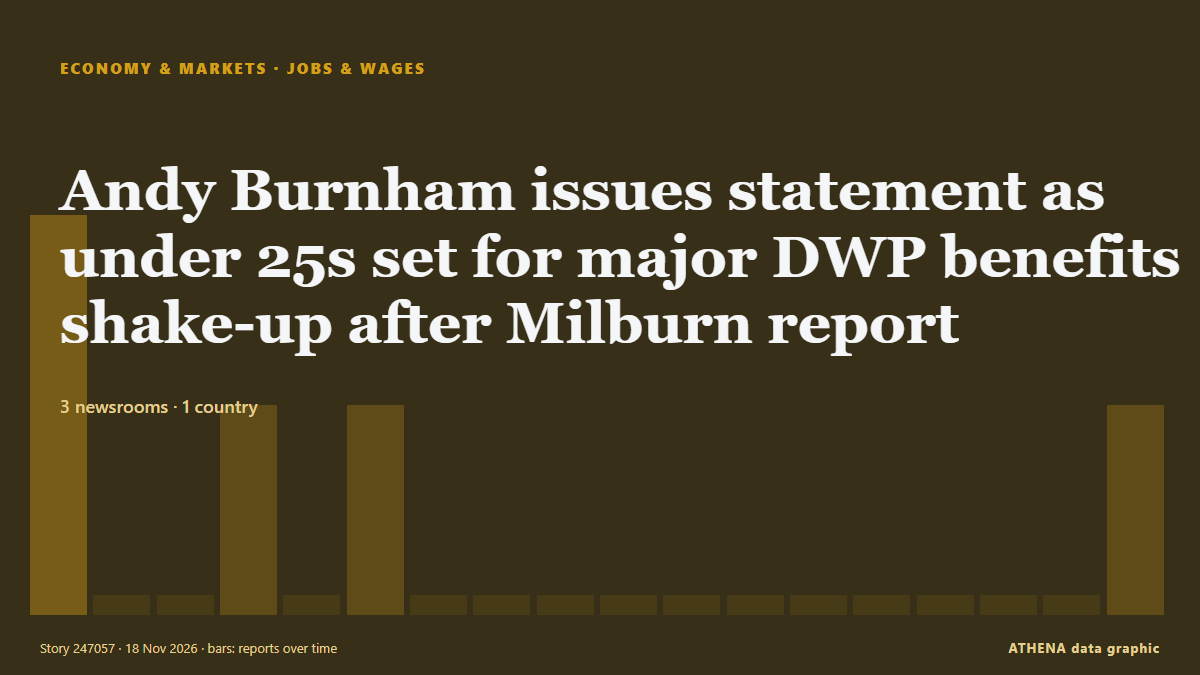 ECONOMY & MARKETS · JOBS & WAGES
Andy Burnham issues statement as
under 25s set for major DWP benefits
shake-up after Milburn report
3 newsrooms · 1 country
Story 247057 · 18 Nov 2026 · bars: reports over time
ATHENA data graphic